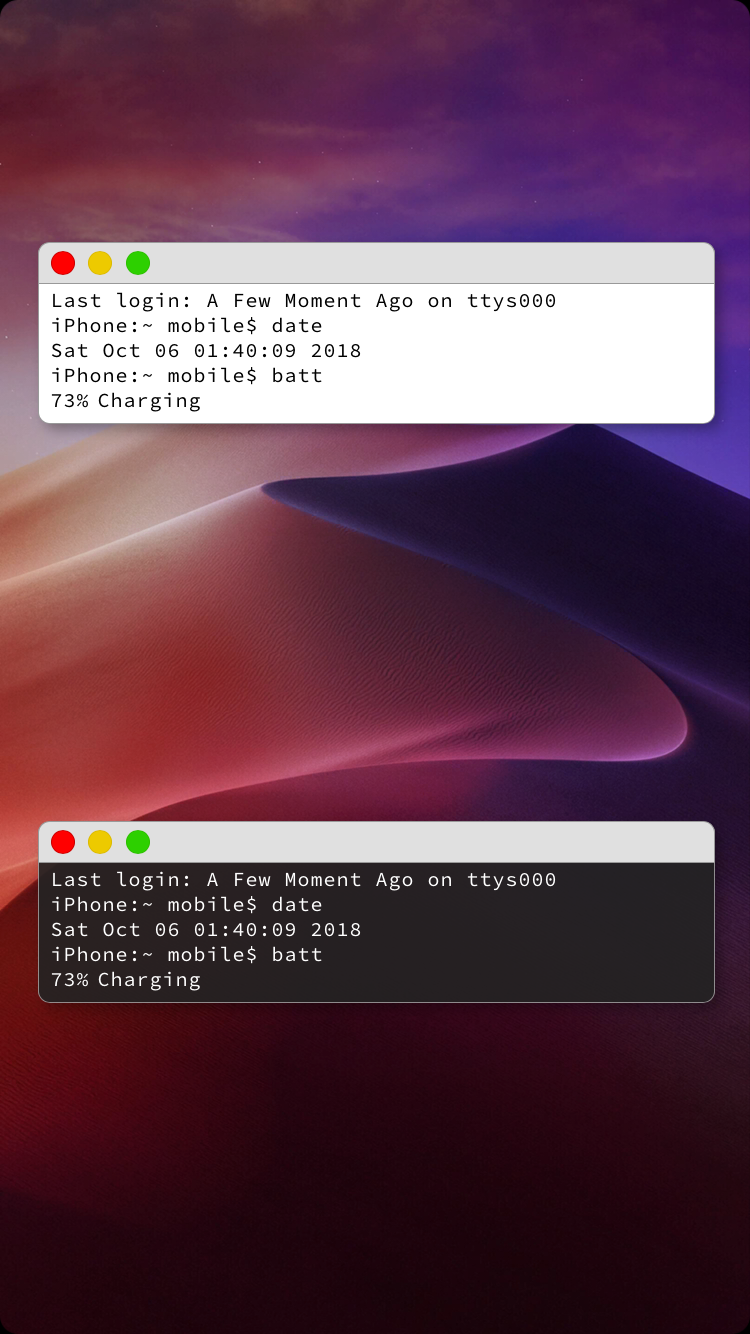 Last login: A Few Moment Ago on ttys000
iPhone:~ mobile$ date
Sat Oct 06 01:40:09 2018
iPhone:~ mobile$ batt
73% Charging
Last login: A Few Moment Ago on ttys000
iPhone:~ mobile$ date
Sat Oct 06 01:40:09 2018
iPhone:~ mobile$ batt
73% Charging